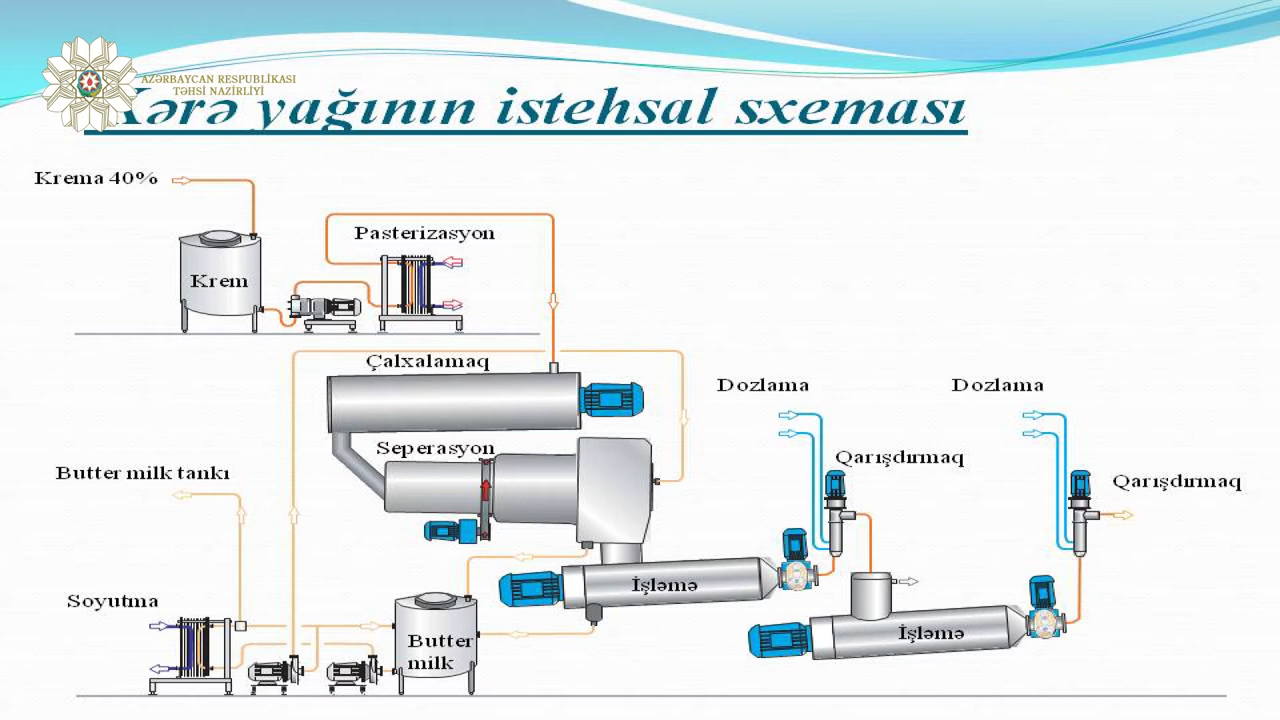 AZƏRBAYCAN RESPUBLİKASI
TƏHSİ NAZİRLİYİ
Kərə yağının istehsal sxeması
Krema 40%
Pasterizasyon
Krem
Çalxalamaq
Dozlama
Dozlama
Seperasyon
Qarışdırmaq
Butter milk tankı
Qarışdırmaq
İşləmə
Soyutma
İşləmə
Butter
milk